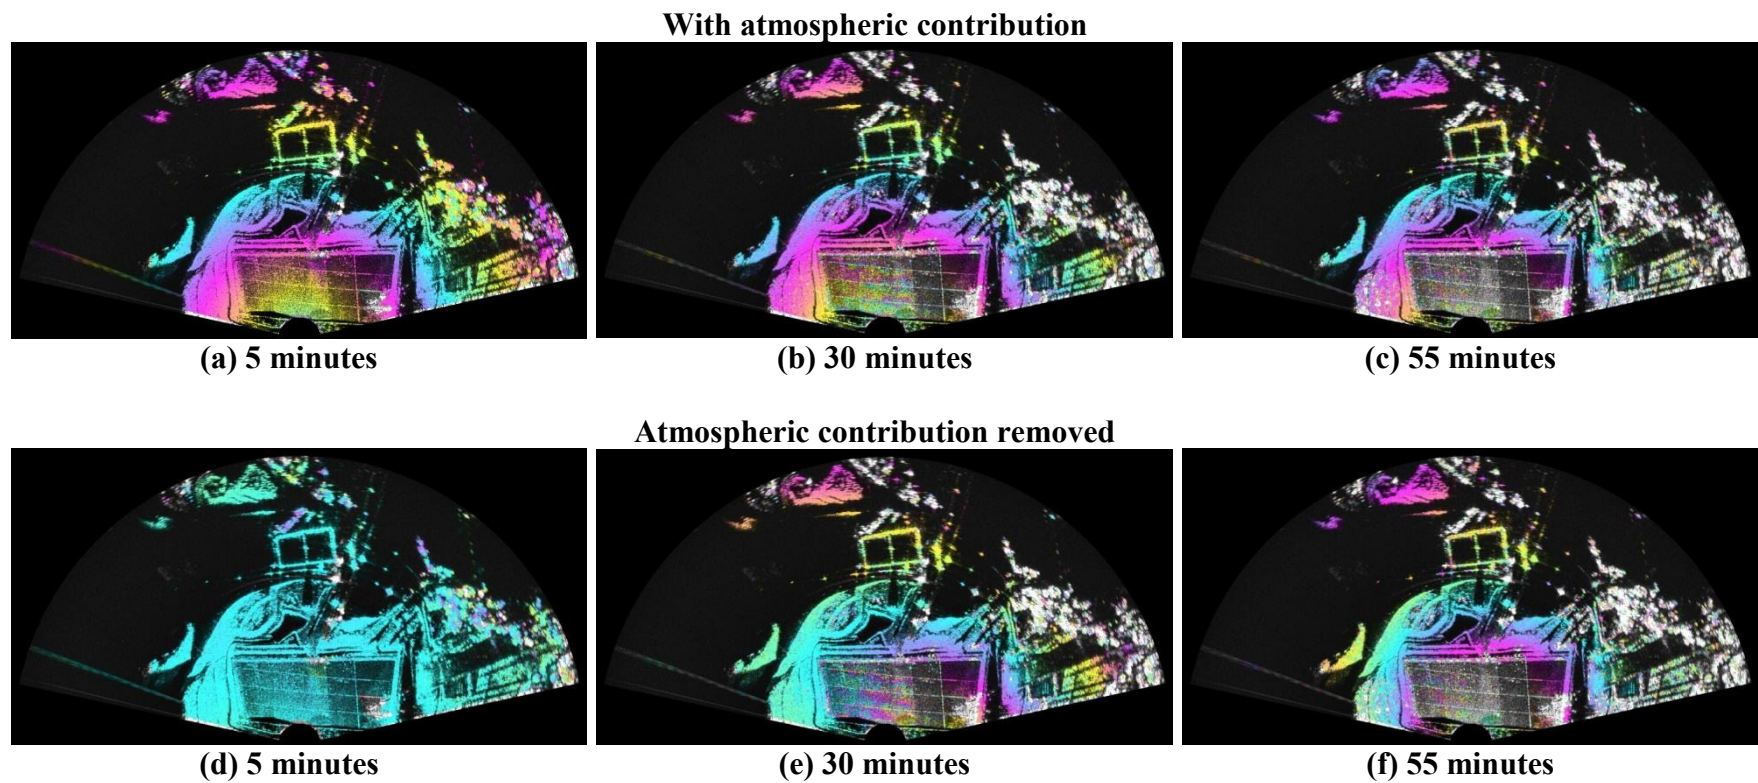 With atmospheric contribution
(a) 5 minutes
(b) 30 minutes
(c) 55 minutes
Atmospheric contribution removed
(d) 5 minutes
(e) 30 minutes
(f) 55 minutes